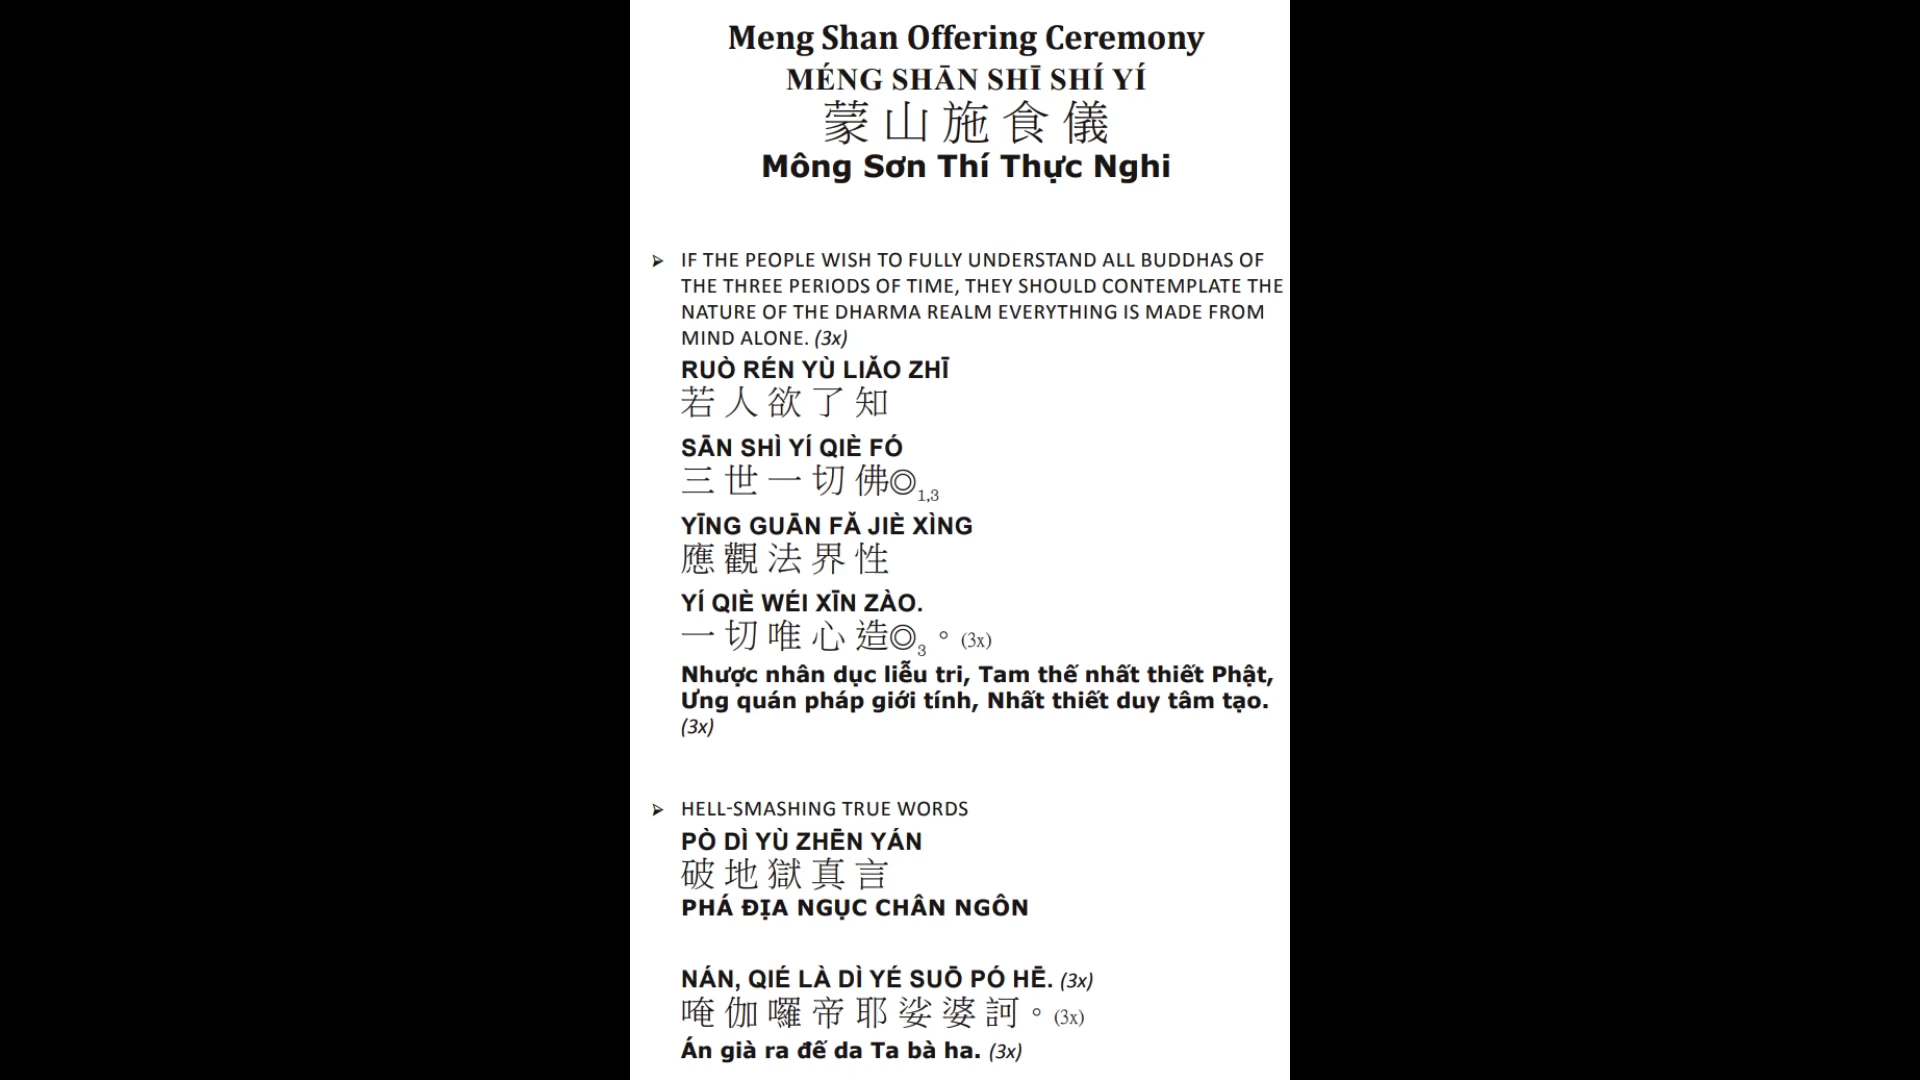 Meng Shan Offering Ceremony
MÉNG SHĀN SHĪ SHÍ YÍ
蒙山施食儀
Mông Sơn Thí Thực Nghi
➢ IF THE PEOPLE WISH TO FULLY UNDERSTAND ALL BUDDHAS OF
THE THREE PERIODS OF TIME, THEY SHOULD CONTEMPLATE THE
NATURE OF THE DHARMA REALM EVERYTHING IS MADE FROM
MIND ALONE. (3x)
RUÒ RÉN YÙ LIǍO ZHĪ
若人欲了知
SĀN SHÌ YÍ QIÈ FÓ
三世一切佛◎1,3
YĪNG GUĀN FǍ JIÈ XÌNG
應觀法界性
YÍ QIÈ WÉI XĪN ZÀO.
一切唯心造◎3。(3x)
Nhược nhân dục liễu tri, Tam thế nhất thiết Phật,
Ưng quán pháp giới tính, Nhất thiết duy tâm tạo.
(3x)
➢ HELL-SMASHING TRUE WORDS
PÒ DÌ YÙ ZHĒN YÁN
破地獄真言
PHÁ ĐỊA NGỤC CHÂN NGÔN
NÁN, QIÉ LÀ DÌ YÉ SUŌ PÓ HĒ. (3x)
唵伽囉帝耶娑婆訶。(3x)
Án già ra đế da Ta bà ha. (3x)